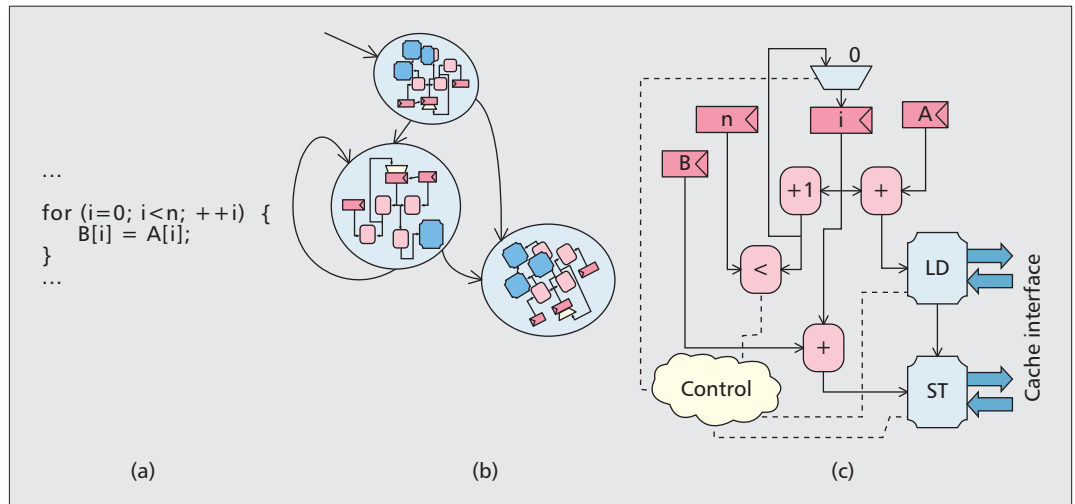 ...
for (i=0; i<n; ++i) {
B[i] = A[i];
}
...
(a)
(b)
0
n
i
A
B
+1
+
<
LD
+
Control
ST
Cache interface
(c)